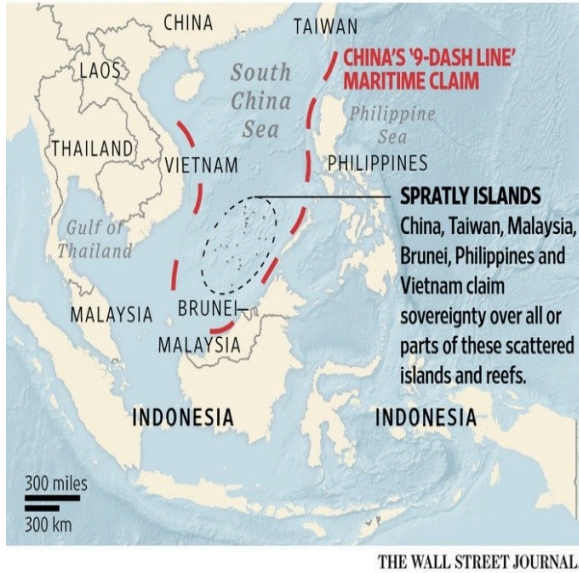 CHINA
TAIWAN
CHINA'S '9-DASH LINE'
MARITIME CLAIM
LAOS
South
China
Sea
Philippine
Sea
THAILAND
VIETNAM
PHILIPPINES
SPRATLY ISLANDS
China, Taiwan, Malaysia,
Brunei, Philippines and
Vietnam claim
sovereignty over all or
parts of these scattered
islands and reefs.
Gulf of
Thailand
MALAYSIA
BRUNEI
MALAYSIA
INDONESIA
INDONESIA
300 miles
300 km
THE WALL STREET JOURNAL.